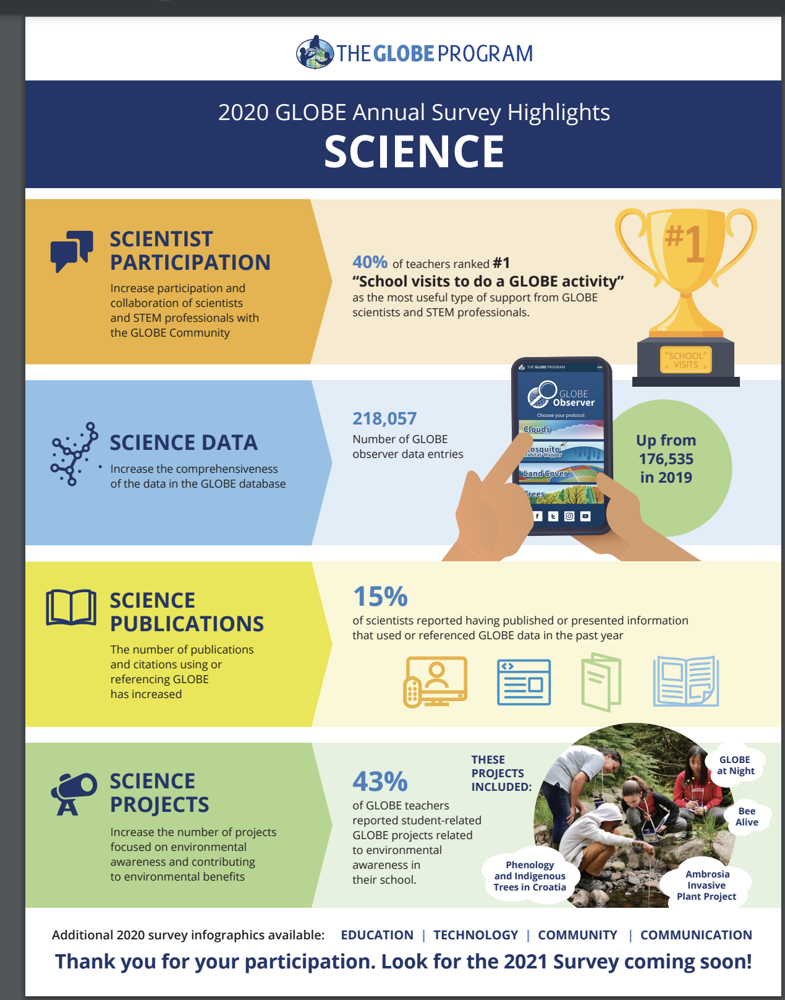 THE GLOBE PROGRAM
2020 GLOBE Annual Survey Highlights
SCIENCE
SCIENTIST
PARTICIPATION
Increase participation and
collaboration of scientists
and STEM professionals with
the GLOBE Community
40% of teachers ranked #1
“School visits to do a GLOBE activity”
as the most useful type of support from GLOBE
scientists and STEM professionals.
#1
SCHOOL
VISITS
SCIENCE DATA
Increase the comprehensiveness
of the data in the GLOBE database
218,057
Number of GLOBE
observer data entries
THE GLOBE PROGRAM
GLOBE
Observer
Choose your protocol:
Clouds
osquito
abitat Mapper
Land Cover
Trees
Up from
176,535
in 2019
SCIENCE
PUBLICATIONS
The number of publications
and citations using or
referencing GLOBE
has increased
15%
of scientists reported having published or presented information
that used or referenced GLOBE data in the past year
SCIENCE
PROJECTS
Increase the number of projects
focused on environmental
awareness and contributing
to environmental benefits
43%
of GLOBE teachers
reported student-related
GLOBE projects related
to environmental
awareness in
their school.
THESE
PROJECTS
INCLUDED:
GLOBE
at Night
Bee
Alive
Phenology
and Indigenous
Trees in Croatia
Ambrosia
Invasive
Plant Project
Additional 2020 survey infographics available: EDUCATION | TECHNOLOGY | COMMUNITY | COMMUNICATION
Thank you for your participation. Look for the 2021 Survey coming soon!